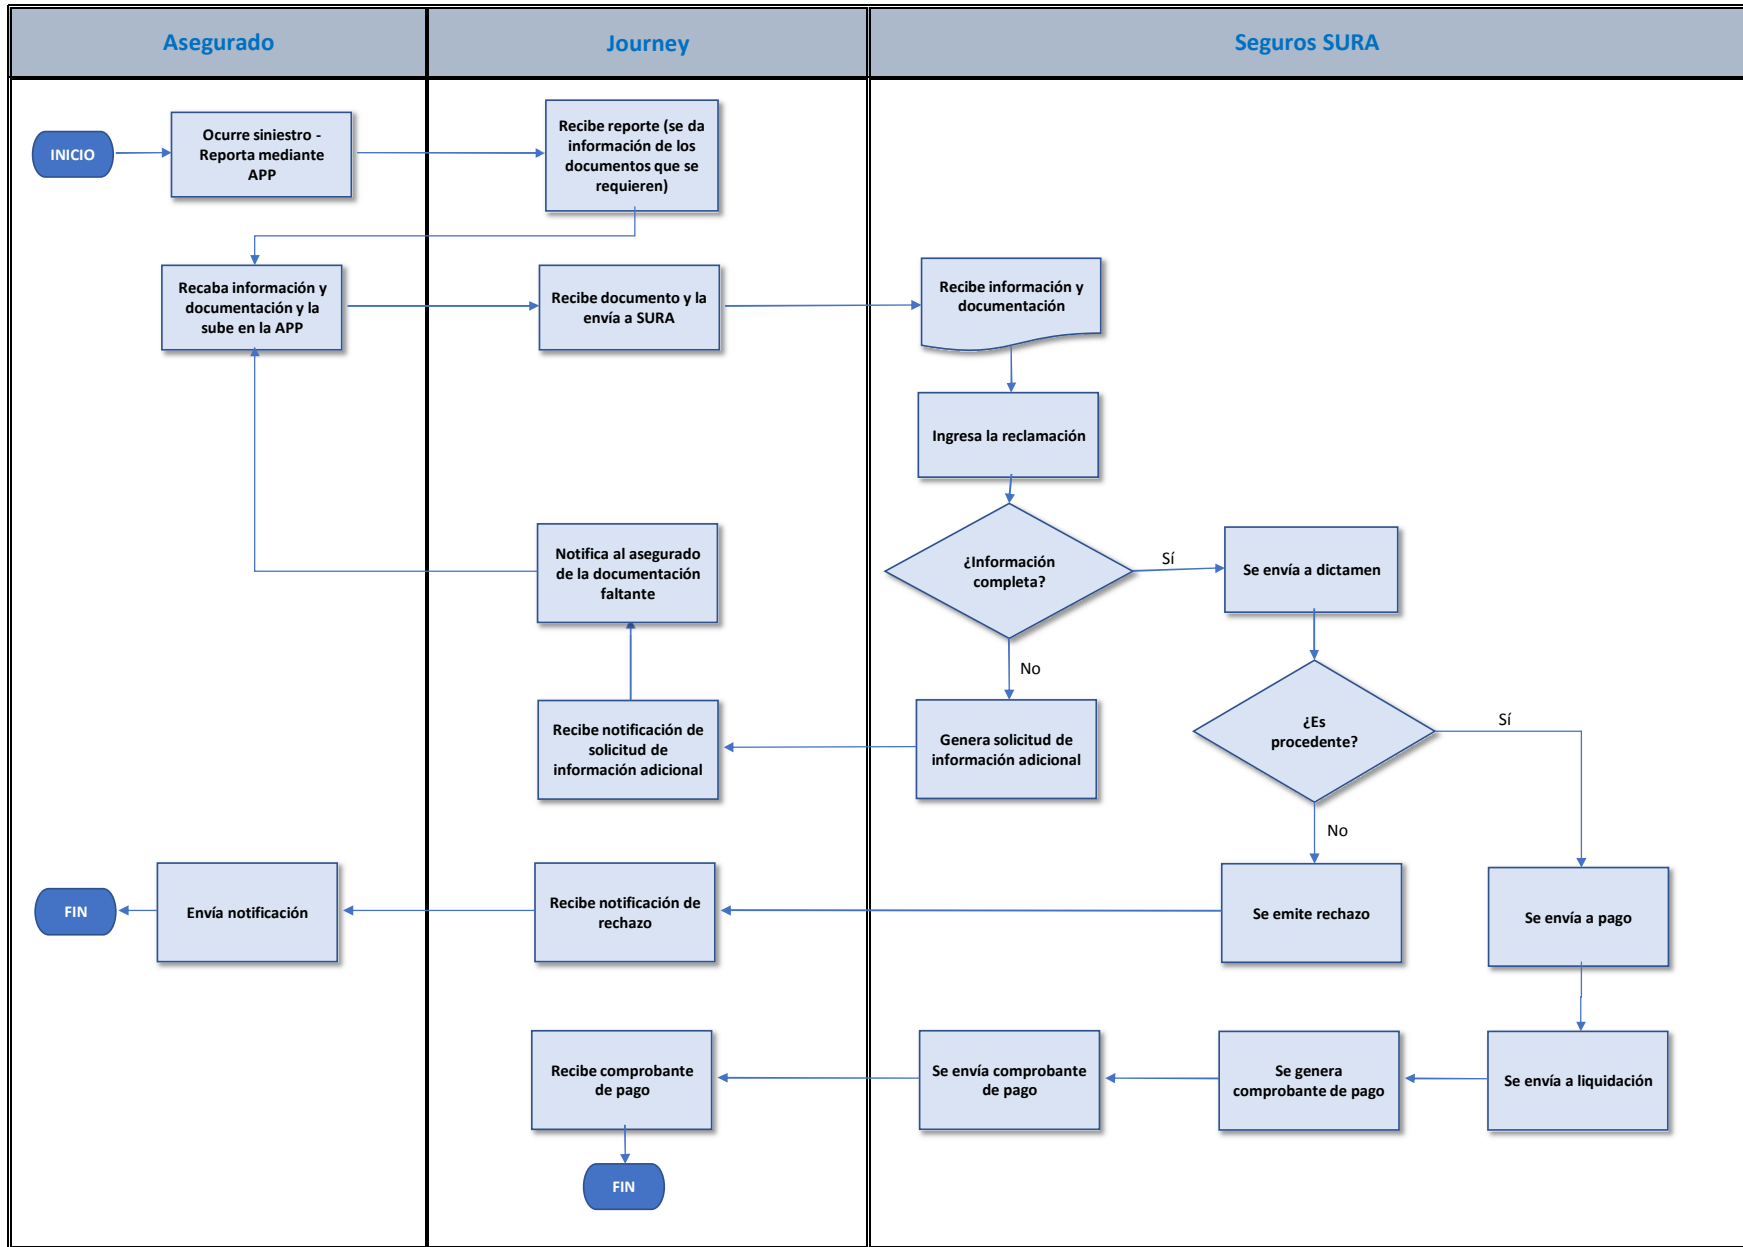 Asegurado
Journey
Seguros SURA
INICIO
Ocurre siniestro -
Reporta mediante
APP
Recibe reporte (se da
información de los
documentos que se
requieren)
Recaba información y
documentación y la
sube en la APP
Recibe documento y la
envía a SURA
Recibe información y
documentación
Ingresa la reclamación
Notifica al asegurado
de la documentación
faltante
¿Información
completa?
Sí
Se envía a dictamen
No
Recibe notificación de
solicitud de
información adicional
Genera solicitud de
información adicional
¿Es
procedente?
Sí
No
FIN
Envía notificación
Recibe notificación de
rechazo
Se emite rechazo
Se envía a pago
Recibe comprobante
de pago
Se envía comprobante
de pago
Se genera
comprobante de pago
Se envía a liquidación
FIN